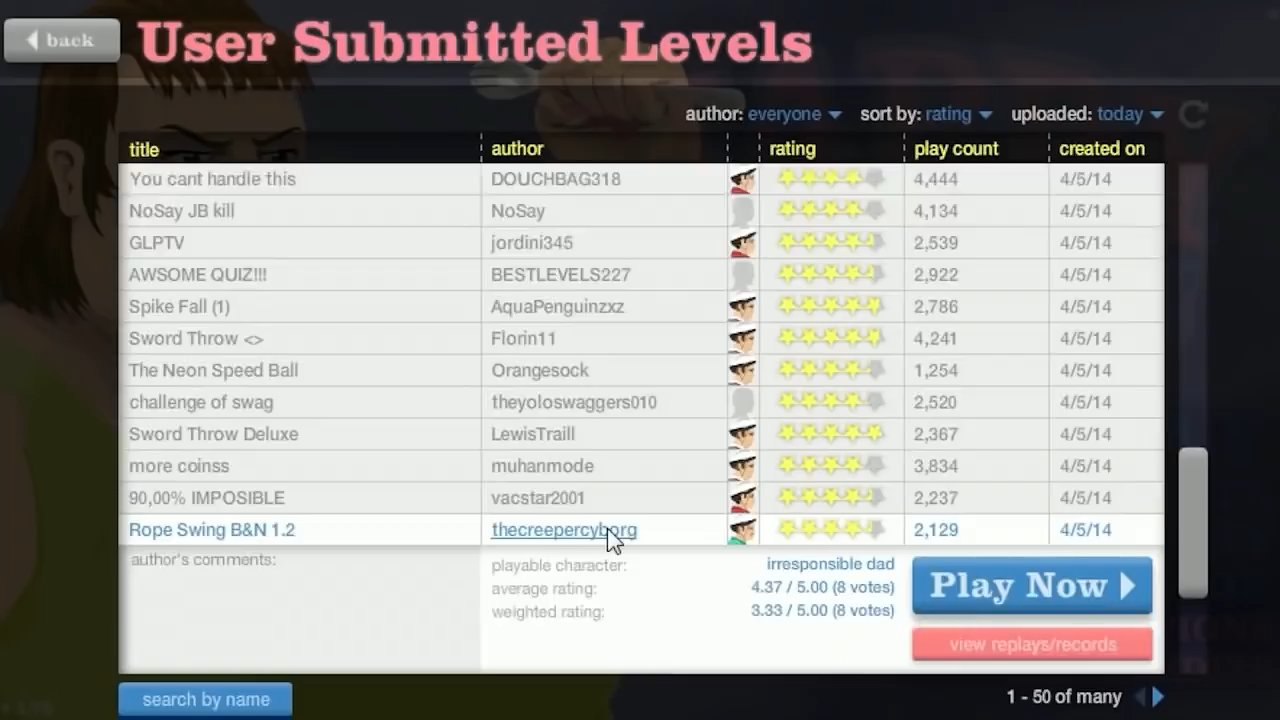 back
User Submitted Levels
author: everyone sort by: rating uploaded: today
title author rating play count created on
You cant handle this DOUCHBAG318 4,444 4/5/14
NoSay JB kill NoSay 4,134 4/5/14
GLPTV jordini345 2,539 4/5/14
AWSOME QUIZ!!! BESTLEVELS227 2,922 4/5/14
Spike Fall (1) AquaPenguinzxz 2,786 4/5/14
Sword Throw <> Florin11 4,241 4/5/14
The Neon Speed Ball Orangesock 1,254 4/5/14
challenge of swag theyoloswaggers010 2,520 4/5/14
Sword Throw Deluxe LewisTraill 2,367 4/5/14
more coinss muhanmode 3,834 4/5/14
90,00% IMPOSIBLE vacstar2001 2,237 4/5/14
Rope Swing B&N 1.2 thecreepercyborg 2,129 4/5/14
author's comments:
playable character: irresponsible dad
average rating: 4.37 / 5.00 (8 votes)
weighted rating: 3.33 / 5.00 (8 votes)
Play Now
view replays/records
search by name
1 - 50 of many